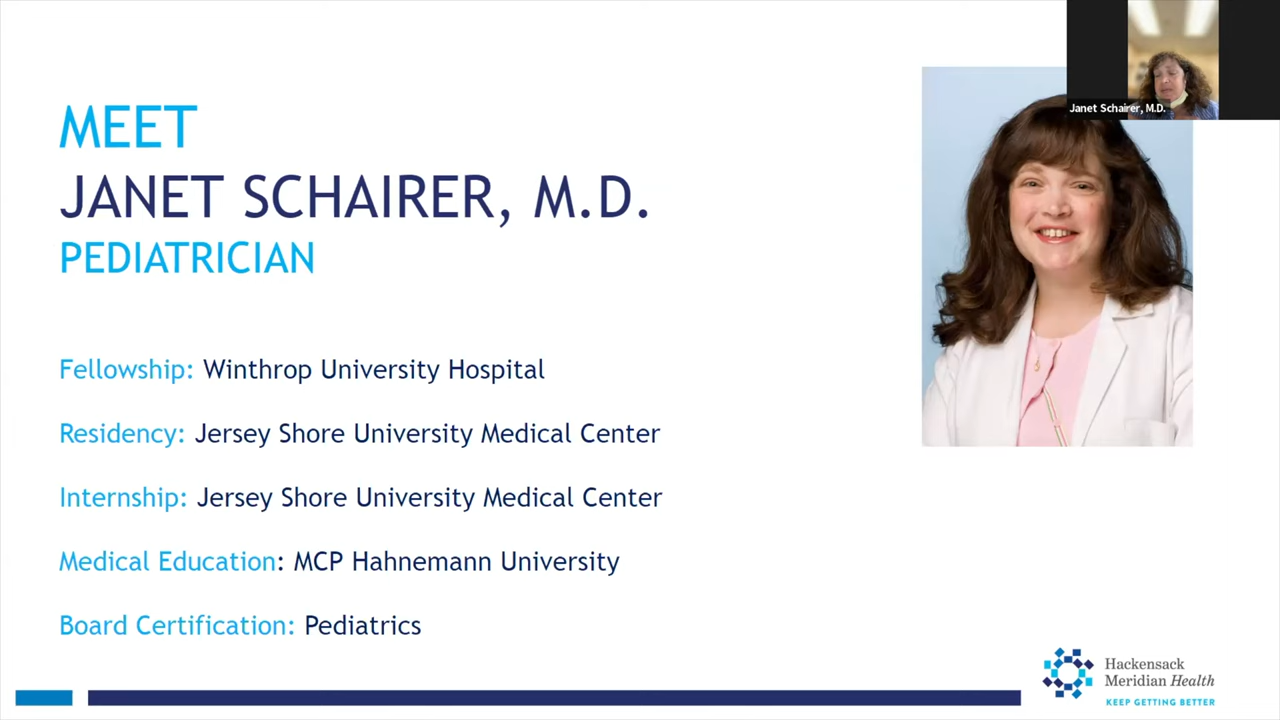 MEET
JANET SCHAIRER, M.D.
PEDIATRICIAN
Janet Schairer, M.D.
Fellowship: Winthrop University Hospital
Residency: Jersey Shore University Medical Center
Internship: Jersey Shore University Medical Center
Medical Education: MCP Hahnemann University
Board Certification: Pediatrics
Hackensack
Meridian Health
KEEP GETTING BETTER